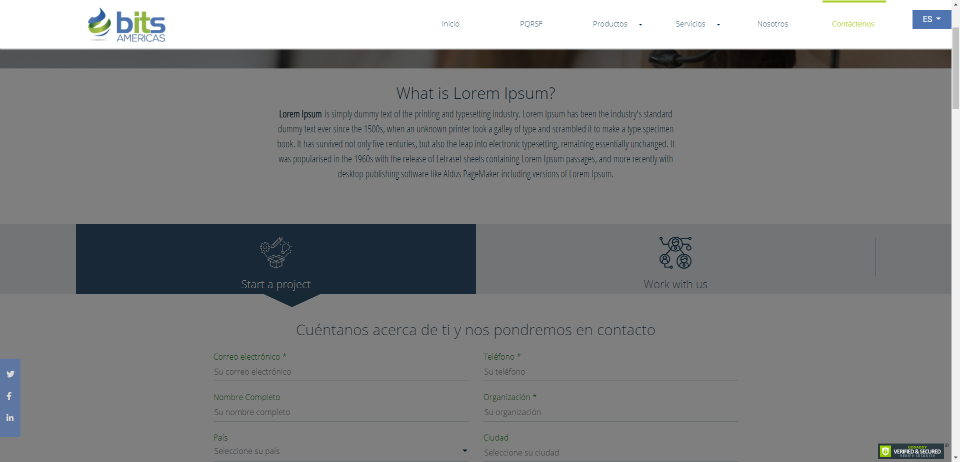 bits
AMERICAS
Inicio
PQRSF
Productos
Servicios
Nosotros
Contáctenos
ES
What is Lorem Ipsum?
Lorem Ipsum is simply dummy text of the printing and typesetting industry. Lorem Ipsum has been the industry's standard
dummy text ever since the 1500s, when an unknown printer took a galley of type and scrambled it to make a type specimen
book. It has survived not only five centuries, but also the leap into electronic typesetting, remaining essentially unchanged. It
was popularised in the 1960s with the release of Letraset sheets containing Lorem Ipsum passages, and more recently with
desktop publishing software like Aldus PageMaker including versions of Lorem Ipsum.
Start a project
Work with us
Cuéntanos acerca de ti y nos pondremos en contacto
Correo electrónico *
Teléfono *
Su correo electrónico
Su teléfono
Nombre Completo
Organización *
Su nombre completo
Su organización
País
Ciudad
Seleccione su país
Seleccione su ciudad
VERIFIED & SECURED